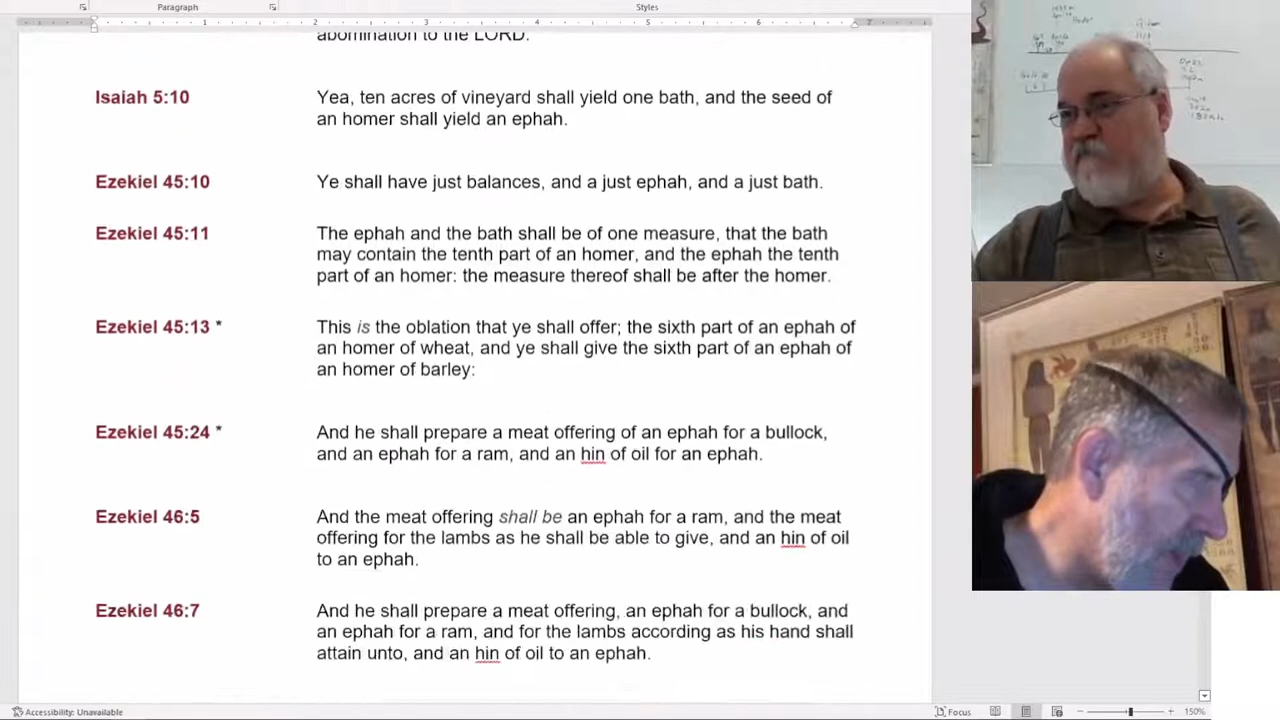 Paragraph
Styles
1
2
3
4
5
6
7
abomination to the LORD.
Isaiah 5:10
Yea, ten acres of vineyard shall yield one bath, and the seed of
an homer shall yield an ephah.
Ezekiel 45:10
Ye shall have just balances, and a just ephah, and a just bath.
Ezekiel 45:11
The ephah and the bath shall be of one measure, that the bath
may contain the tenth part of an homer, and the ephah the tenth
part of an homer: the measure thereof shall be after the homer.
Ezekiel 45:13 *
This is the oblation that ye shall offer; the sixth part of an ephah of
an homer of wheat, and ye shall give the sixth part of an ephah of
an homer of barley:
Ezekiel 45:24 *
And he shall prepare a meat offering of an ephah for a bullock,
and an ephah for a ram, and an hin of oil for an ephah.
Ezekiel 46:5
And the meat offering shall be an ephah for a ram, and the meat
offering for the lambs as he shall be able to give, and an hin of oil
to an ephah.
Ezekiel 46:7
And he shall prepare a meat offering, an ephah for a bullock, and
an ephah for a ram, and for the lambs according as his hand shall
attain unto, and an hin of oil to an ephah.
Accessibility: Unavailable
Focus
150%